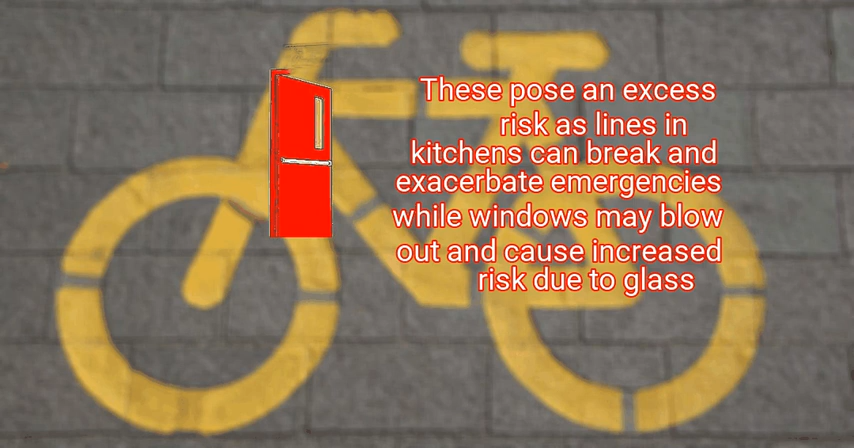 These pose an excess
risk as lines in
kitchens can break and
exacerbate emergencies
while windows may blow
out and cause increased
risk due to glass